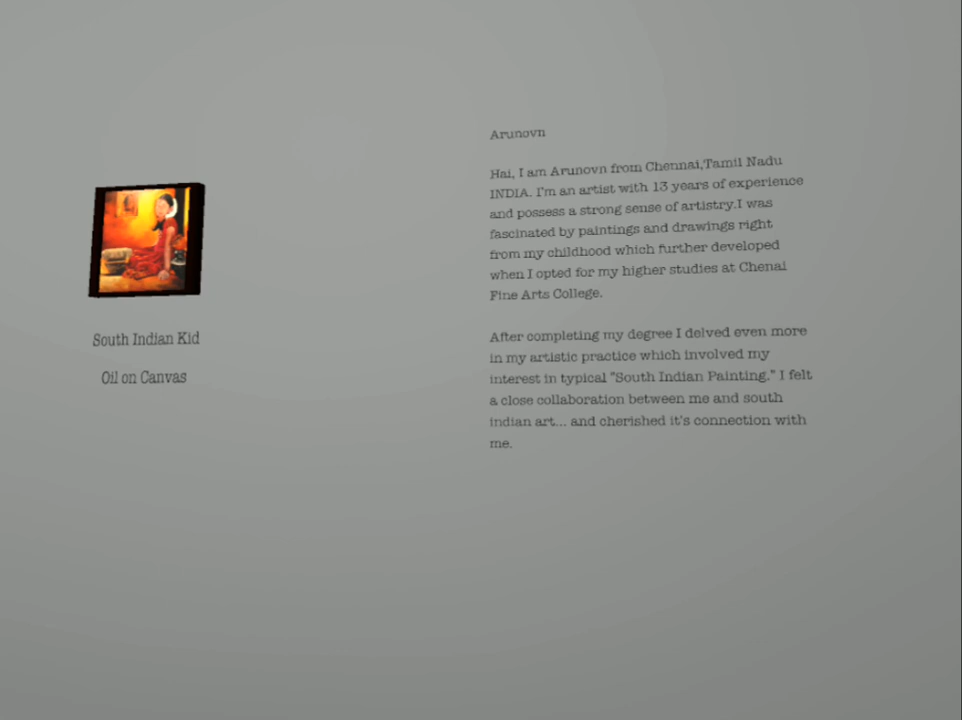 Arunovn
Hai, I am Arunovn from Chennai,Tamil Nadu
INDIA. I'm an artist with 13 years of experience
and possess a strong sense of artistry.I was
fascinated by paintings and drawings right
from my childhood which further developed
when I opted for my higher studies at Chenai
Fine Arts College.
After completing my degree I delved even more
in my artistic practice which involved my
interest in typical "South Indian Painting." I felt
a close collaboration between me and south
indian art... and cherished it's connection with
me.
South Indian Kid
Oil on Canvas